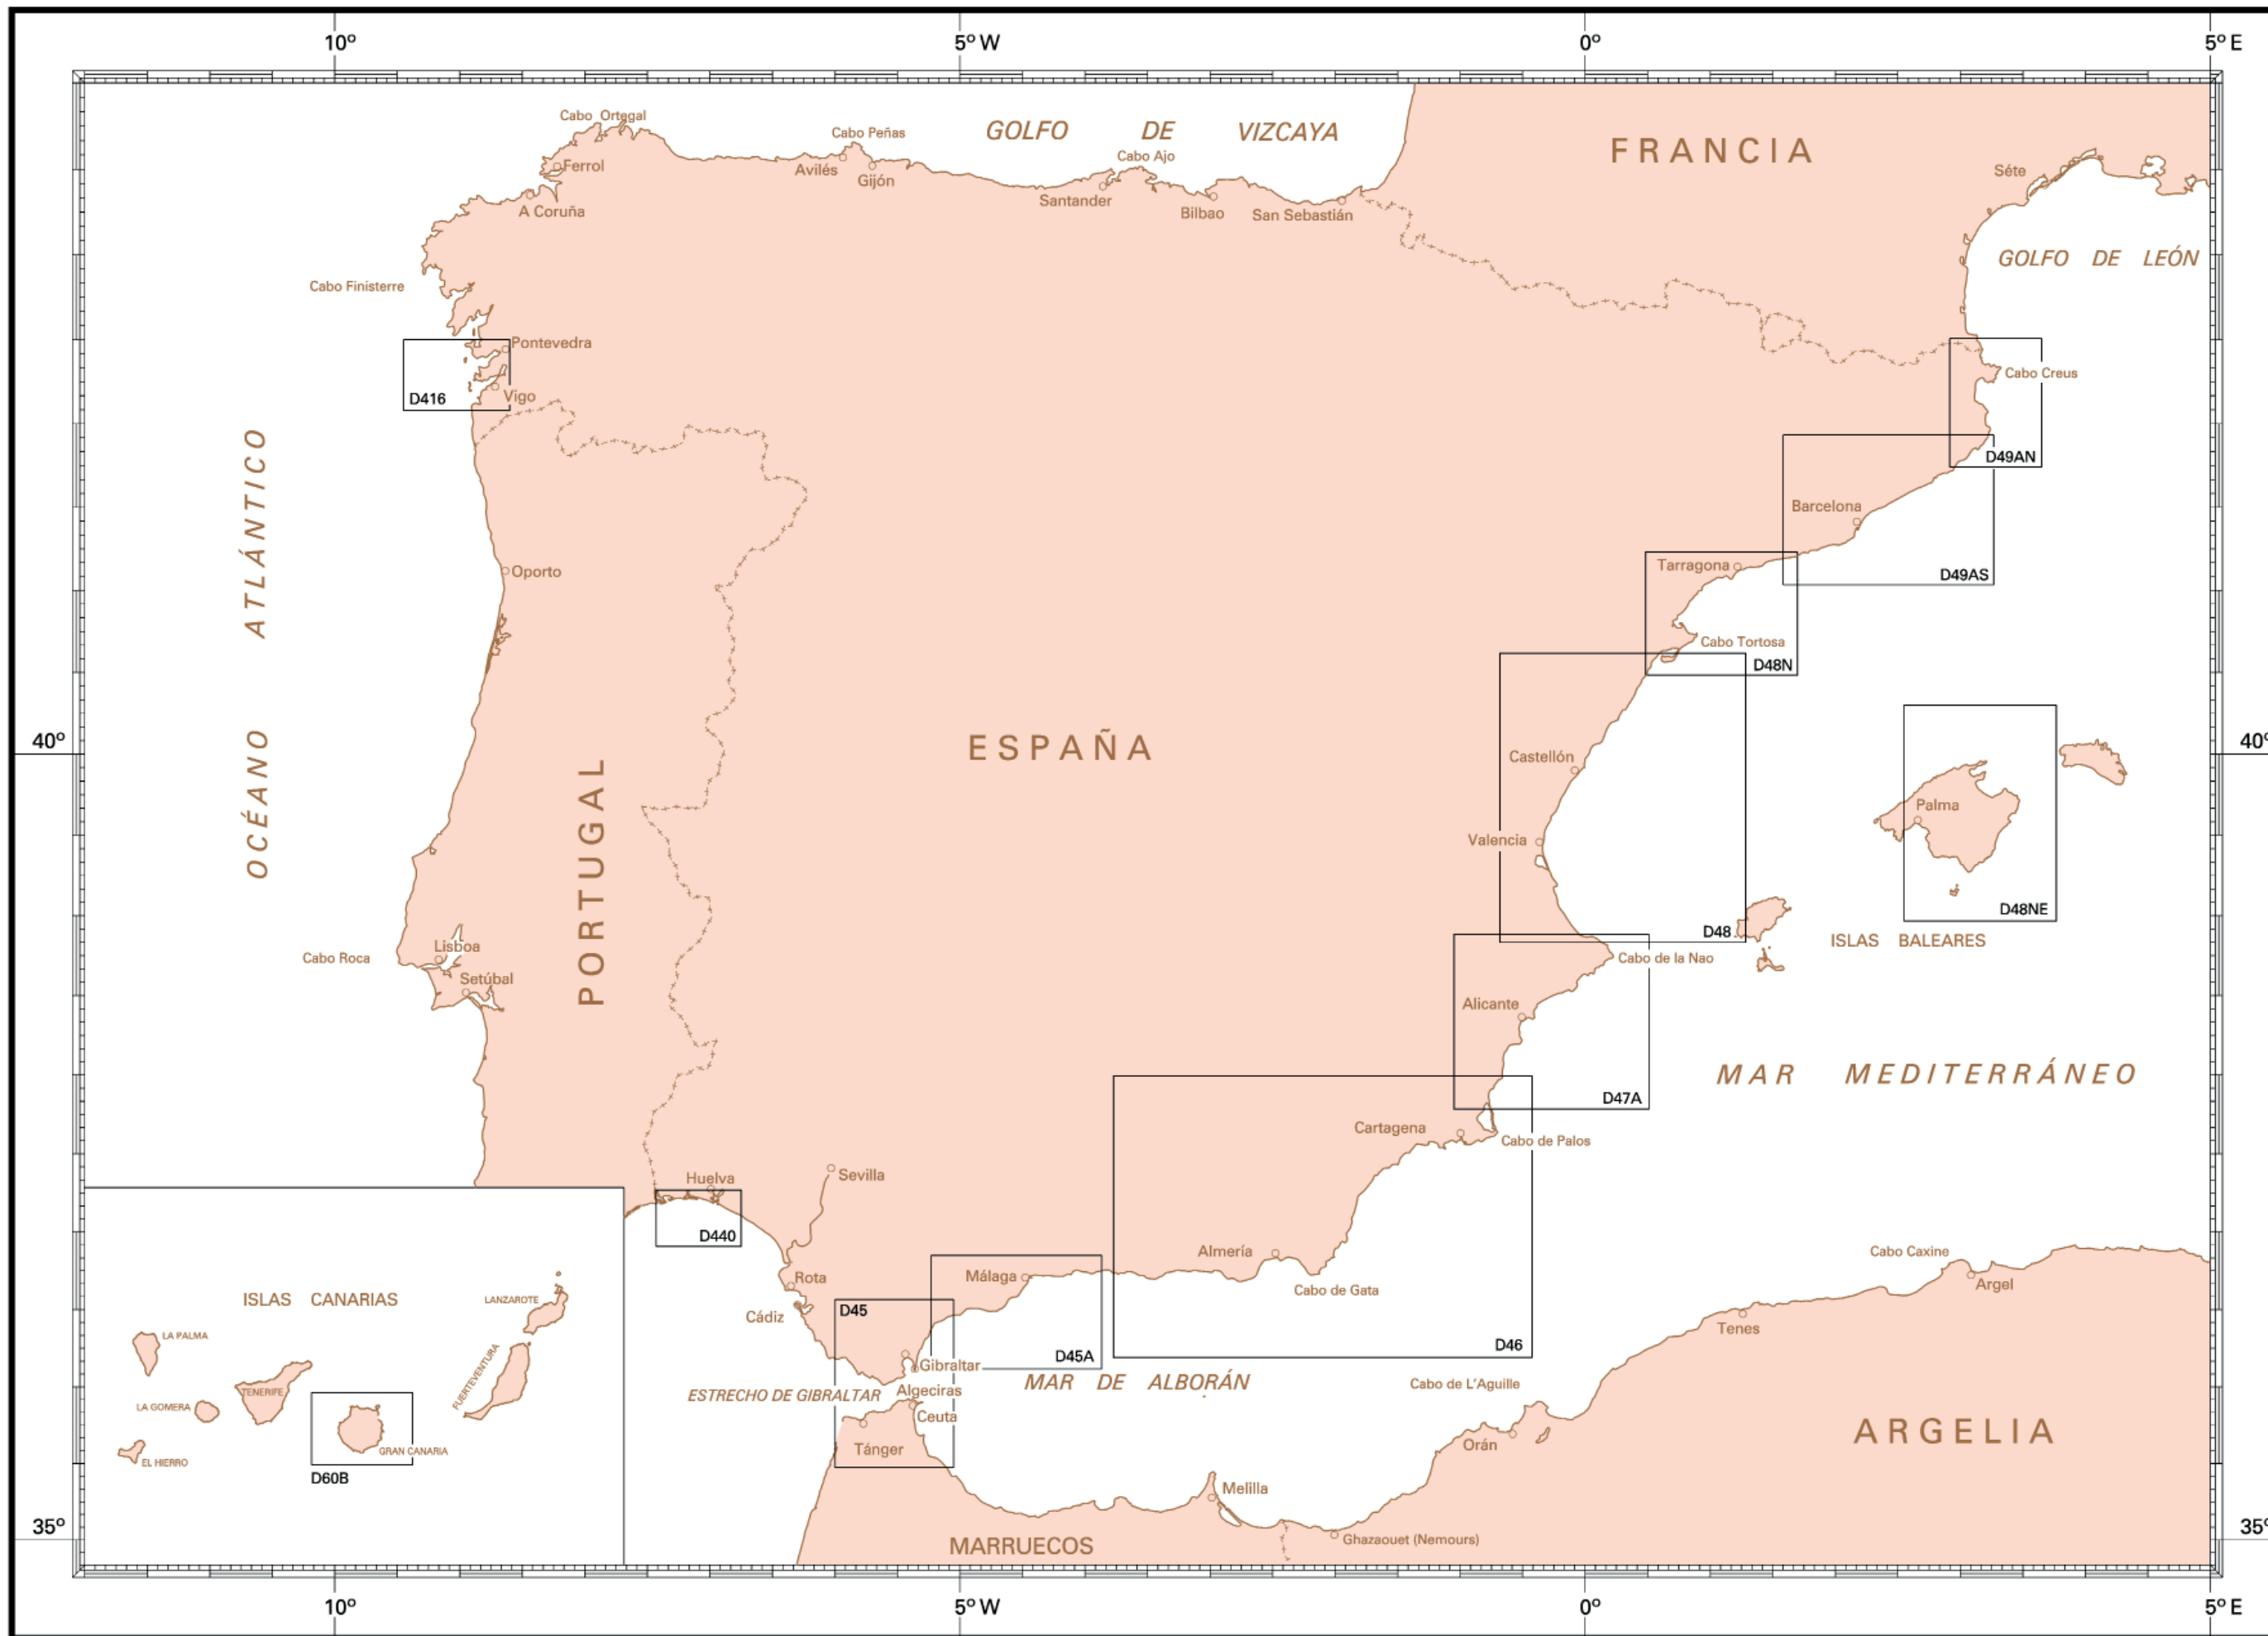 10º
5º W
0º
5º E
Cabo Ortegal
Cabo Peñas
GOLFO DE VIZCAYA
FRANCIA
Cabo Ajo
Ferrol
Avilés
Gijón
Séte
Santander
Bilbao
San Sebastián
A Coruña
GOLFO DE LEÓN
Cabo Finisterre
Pontevedra
Cabo Creus
D416
Vigo
D49AN
OCÉANO ATLÁNTICO
Barcelona
Oporto
Tarragona
D49AS
Cabo Tortosa
D48N
40º
40º
ESPAÑA
PORTUGAL
Castellón
Palma
Valencia
D48NE
D48
ISLAS BALEARES
Lisboa
Cabo Roca
Cabo de la Nao
Setúbal
Alicante
MAR MEDITERRÁNEO
D47A
Cartagena
Cabo de Palos
Huelva
Sevilla
D440
Almería
Cabo Caxine
Rota
Málaga
Cabo de Gata
Argel
ISLAS CANARIAS
LANZAROTE
D45
Cádiz
Tenes
LA PALMA
D46
D45A
FUERTEVENTURA
Gibraltar
MAR DE ALBORÁN
Cabo de L'Aguille
ESTRECHO DE GIBRALTAR
Algeciras
TENERIFE
LA GOMERA
Ceuta
ARGELIA
Orán
Tánger
GRAN CANARIA
EL HIERRO
D60B
Melilla
35º
35º
MARRUECOS
Ghazaouet (Nemours)
10º
5º W
0º
5º E